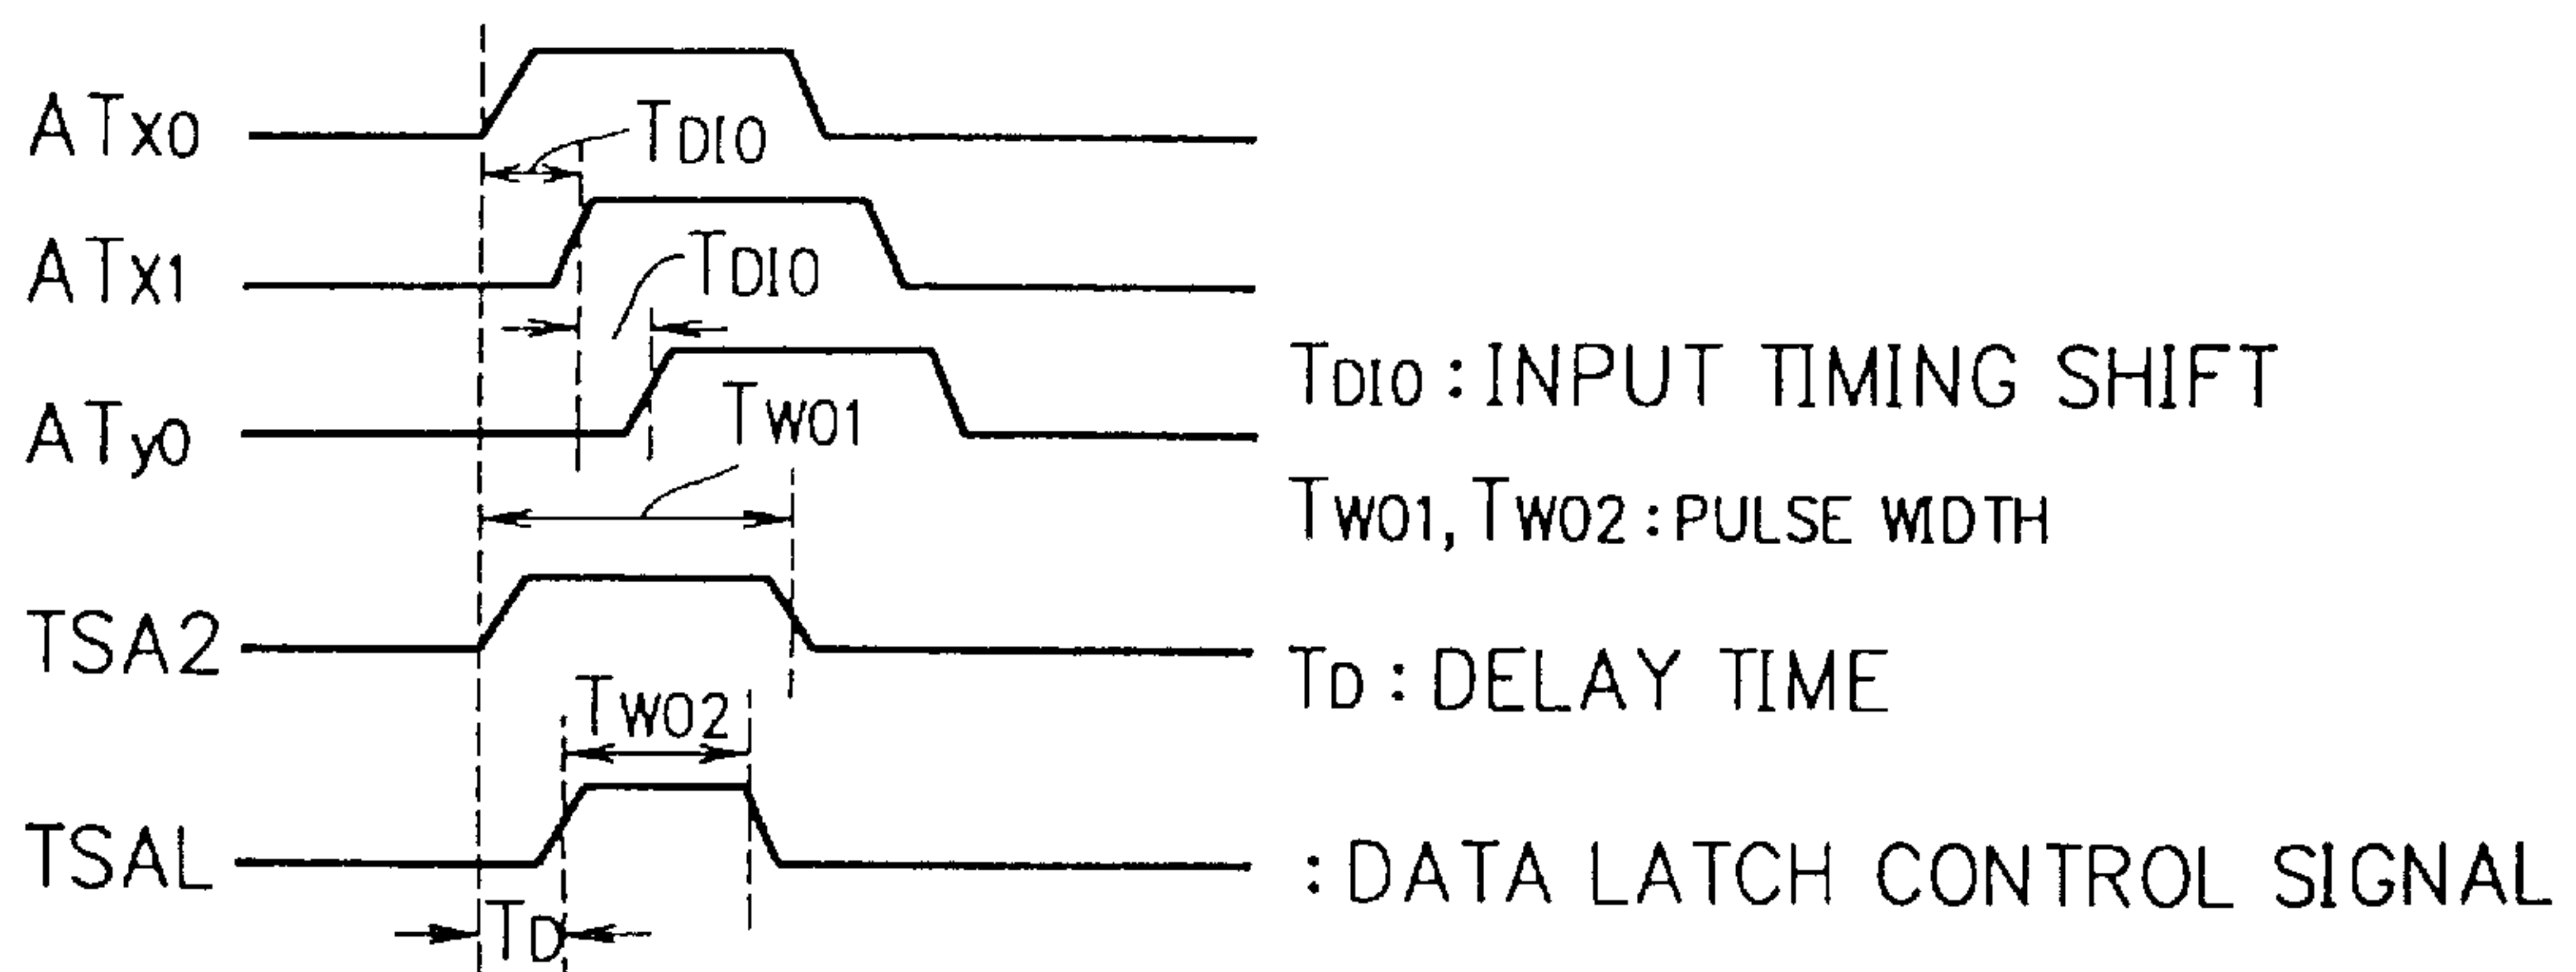 ATx0
TDI0
ATx1
TDI0
ATy0
TDI0 : INPUT TIMING SHIFT
TW01
TW01, TW02 : PULSE WIDTH
TSA2
TD : DELAY TIME
TW02
TSAL
: DATA LATCH CONTROL SIGNAL
TD